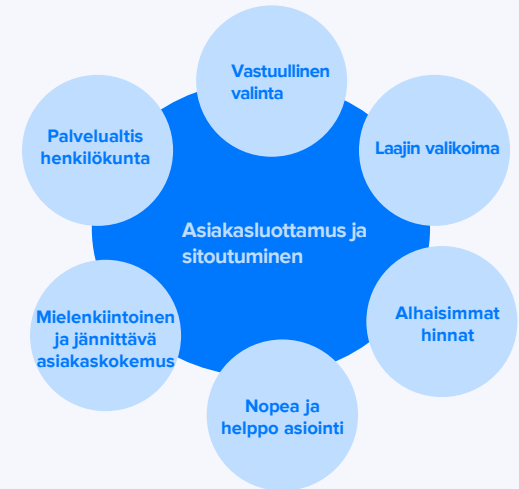 Vastuullinen
valinta
Palvelualtis
henkilökunta
Laajin valikoima
Asiakasluottamus ja
sitoutuminen
Mielenkiintoinen
ja jännittävä
asiakaskokemus
Alhaisimmat
hinnat
Nopea ja
helppo asiointi